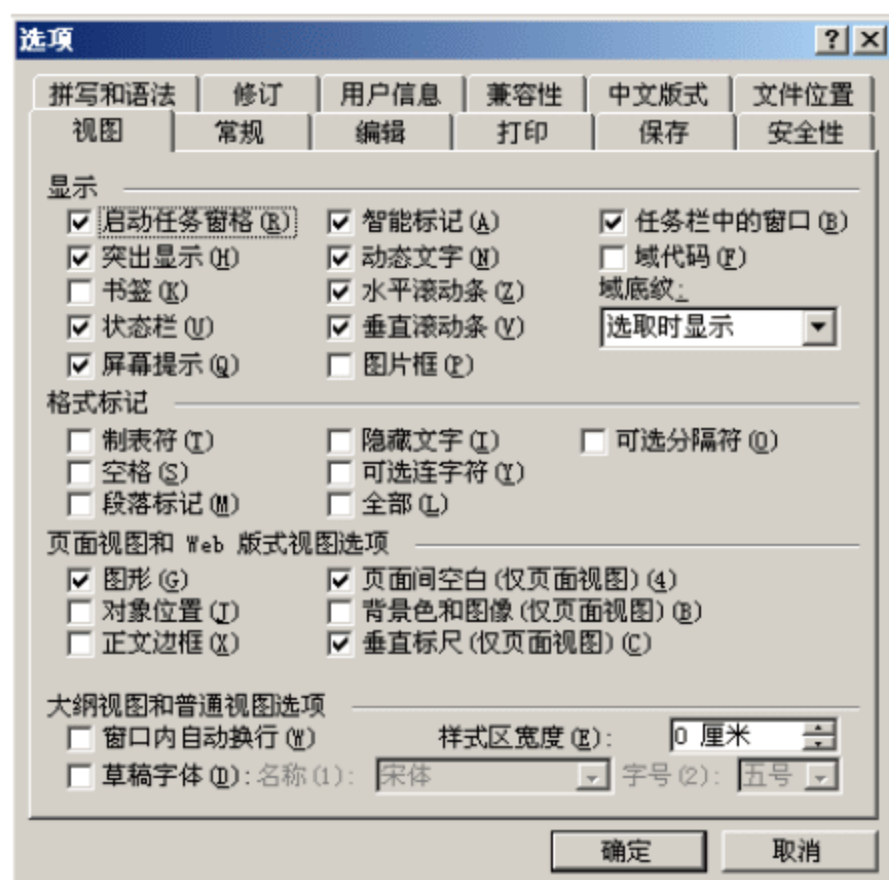 选项
拼写和语法 修订 用户信息 兼容性 中文版式 文件位置
视图 常规 编辑 打印 保存 安全性
显示
启动任务窗格(R) 智能标记(A) 任务栏中的窗口(B)
突出显示(H) 动态文字(N) 域代码(F)
书签(K) 水平滚动条(Z) 域底纹:
状态栏(U) 垂直滚动条(V) 选取时显示
屏幕提示(Q) 图片框(P)
格式标记
制表符(T) 隐藏文字(I) 可选分隔符(O)
空格(S) 可选连字符(Y)
段落标记(M) 全部(L)
页面视图和 Web 版式视图选项
图形(G) 页面间空白(仅页面视图)(4)
对象位置(J) 背景色和图像(仅页面视图)(B)
正文边框(X) 垂直标尺(仅页面视图)(C)
大纲视图和普通视图选项
窗口内自动换行(W) 样式区宽度(E): 0 厘米
草稿字体(D): 名称(1): 宋体 字号(2): 五号
确定 取消